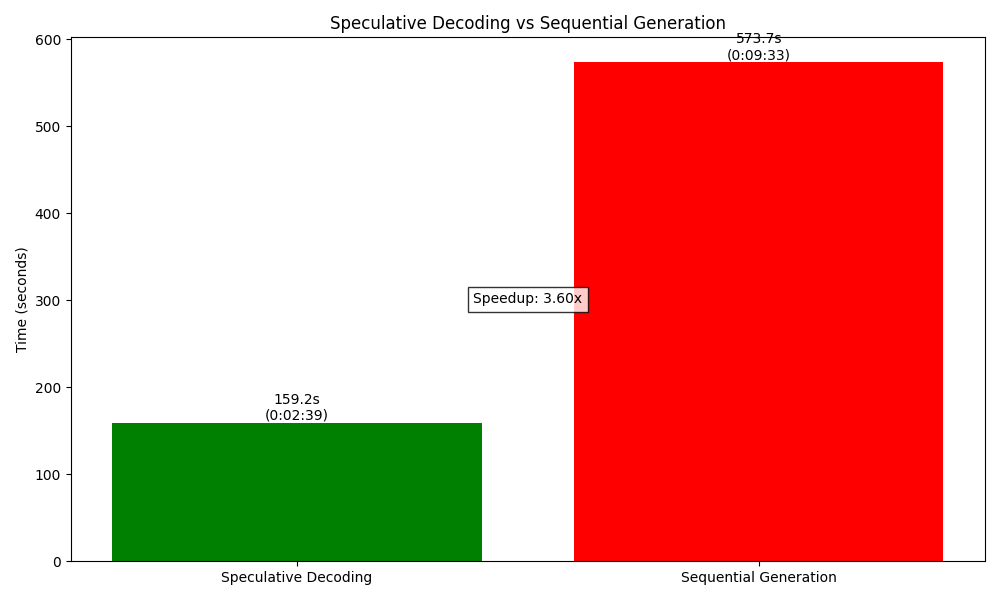 Speculative Decoding vs Sequential Generation
600
500
400
300
200
100
0
Time (seconds)
573.7s
(0:09:33)
Speedup: 3.60x
159.2s
(0:02:39)
Speculative Decoding
Sequential Generation